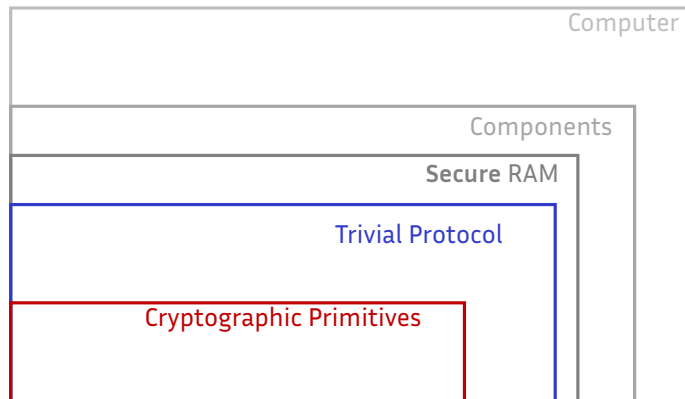 Computer
Components
Secure RAM
Trivial Protocol
Cryptographic Primitives